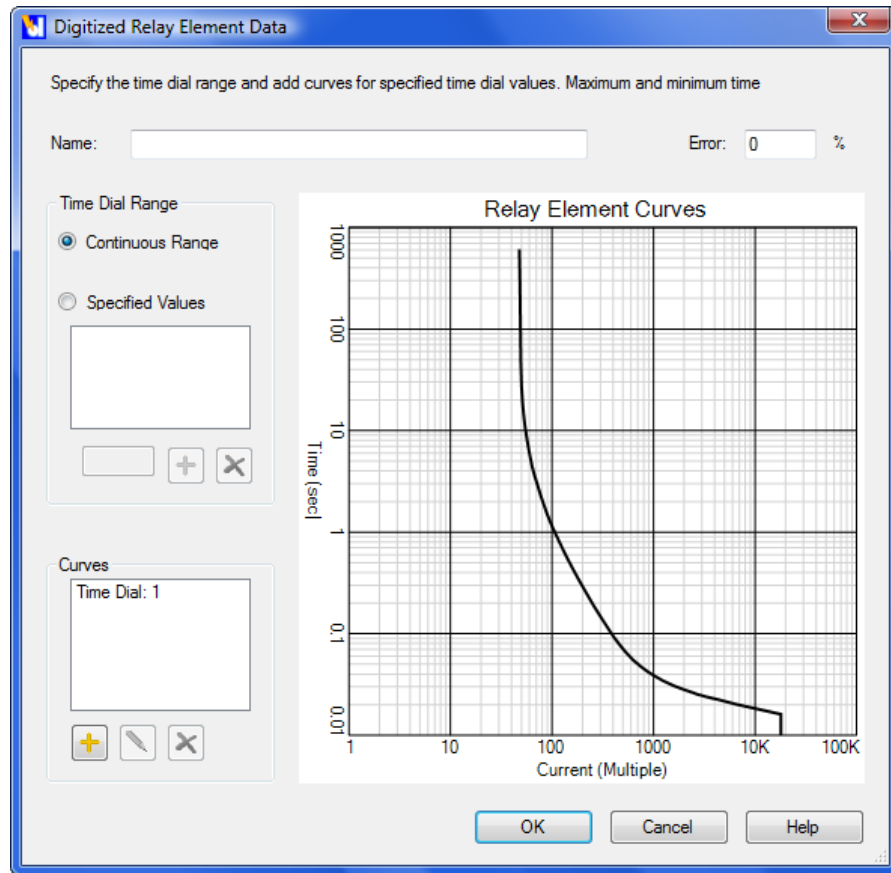 Digitized Relay Element Data
Specify the time dial range and add curves for specified time dial values. Maximum and minimum time
Name:
Error: 0 %
Time Dial Range
Continuous Range
Specified Values
Curves
Time Dial: 1
Relay Element Curves
1000
100
10
1
0.1
0.01
Time (sec)
1 10 100 1000 10K 100K
Current (Multiple)
OK Cancel Help